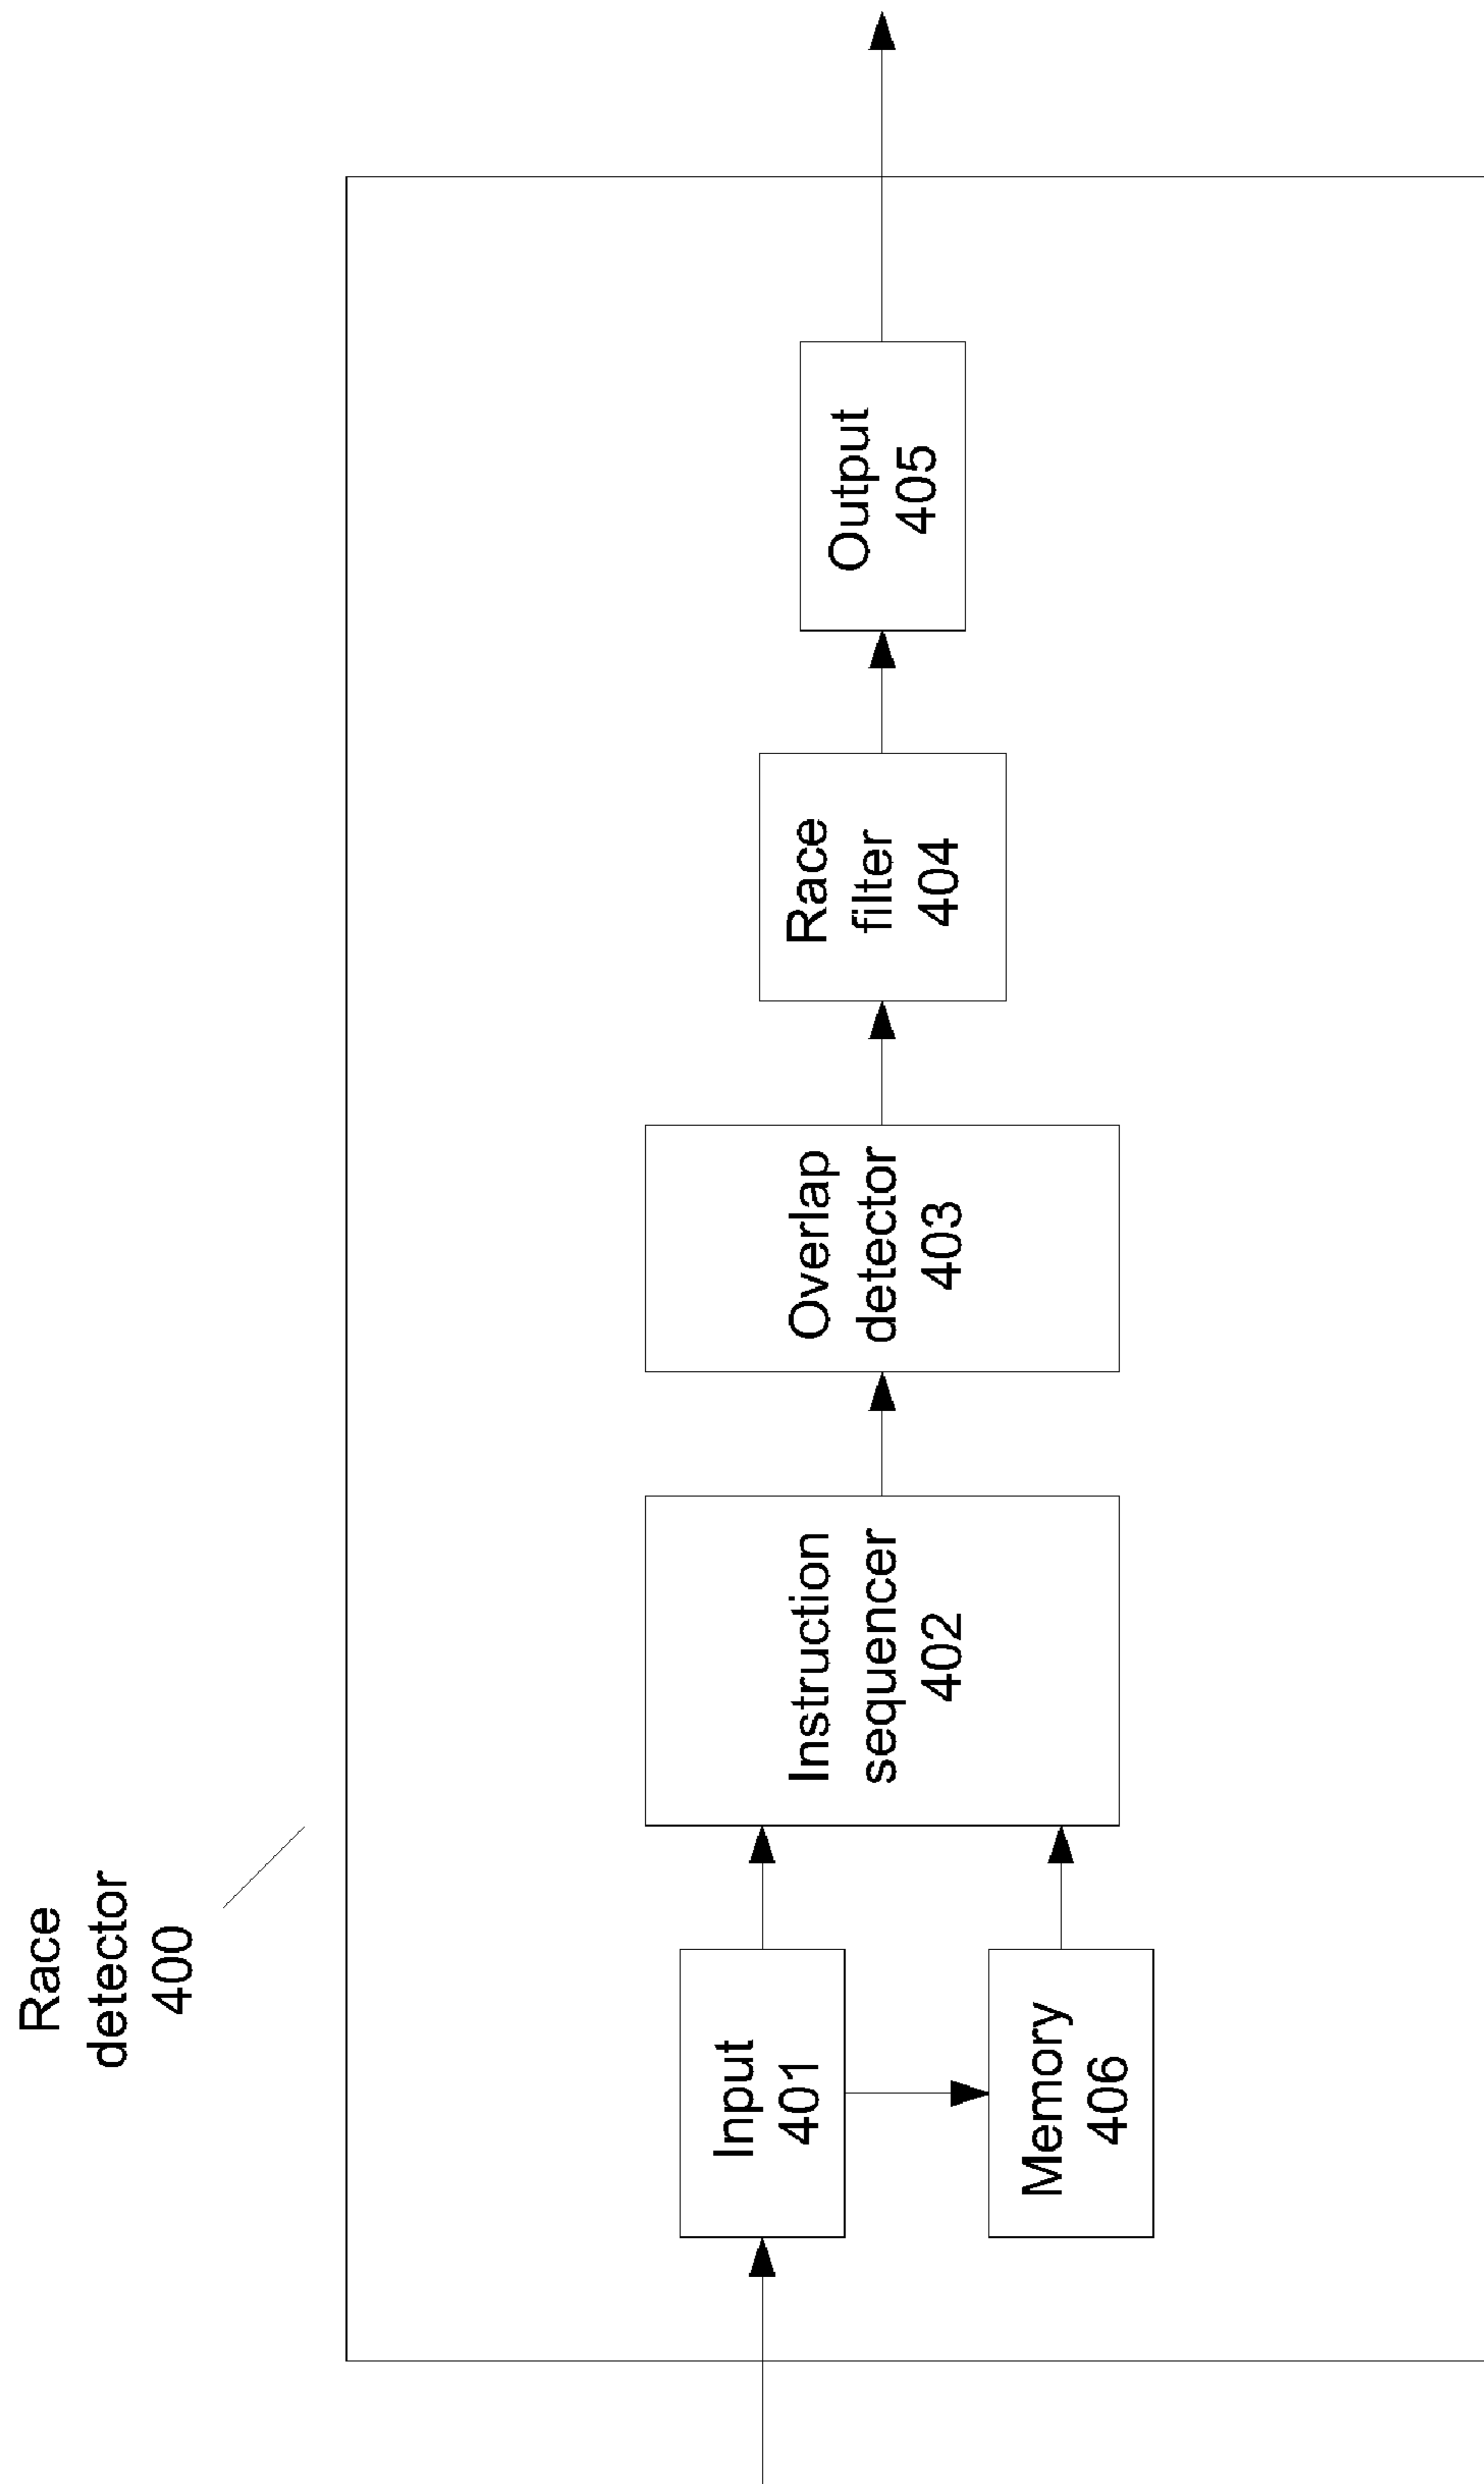 Race
detector
400
Input
401
Memory
406
Instruction
sequencer
402
Overlap
detector
403
Race
filter
404
Output
405